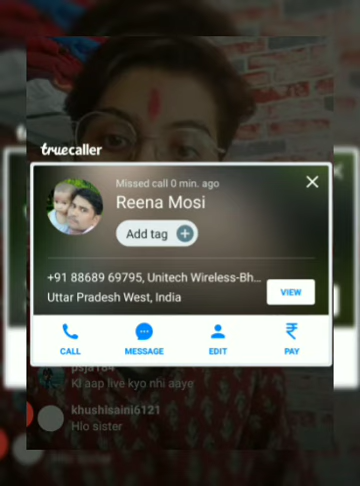 truecaller
Missed call 0 min. ago
Reena Mosi
Add tag
+91 88689 69795, Unitech Wireless-Bh...
Uttar Pradesh West, India
VIEW
CALL
MESSAGE
EDIT
PAY
psja184
KI aap live kyo nhi aaye
khushisaini6121
Hlo sister